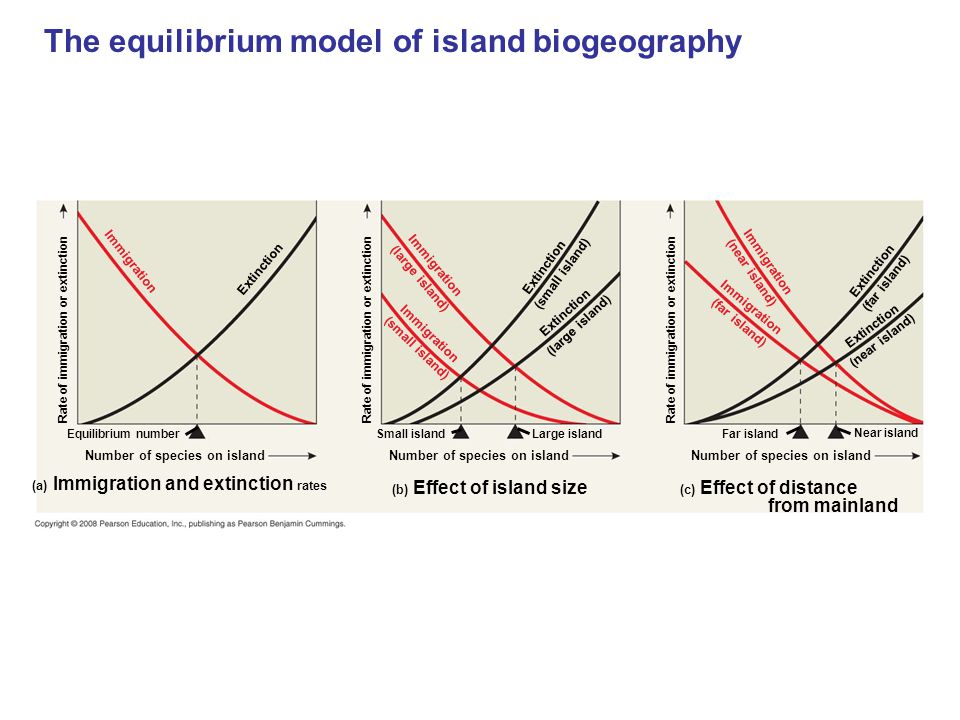 The equilibrium model of island biogeography
Rate of immigration or extinction
Immigration
Extinction
Equilibrium number
Number of species on island
(a) Immigration and extinction rates
Rate of immigration or extinction
Immigration
(large island)
Immigration
(small island)
Extinction
(small island)
Extinction
(large island)
Small island
Large island
Number of species on island
(b) Effect of island size
Rate of immigration or extinction
Immigration
(near island)
Immigration
(far island)
Extinction
(far island)
Extinction
(near island)
Far island
Near island
Number of species on island
(c) Effect of distance
from mainland
Copyright © 2008 Pearson Education, Inc., publishing as Pearson Benjamin Cummings.